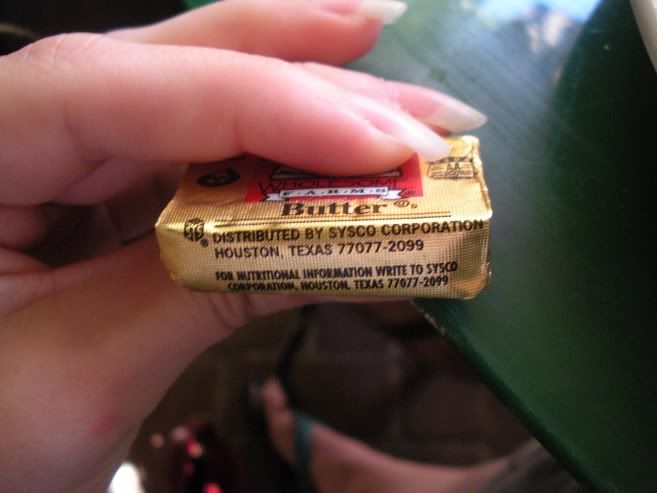 WHOLESOME
FARMS
Butter
DISTRIBUTED BY SYSCO CORPORATION
HOUSTON, TEXAS 77077-2099
FOR NUTRITIONAL INFORMATION WRITE TO SYSCO
CORPORATION, HOUSTON, TEXAS 77077-2099